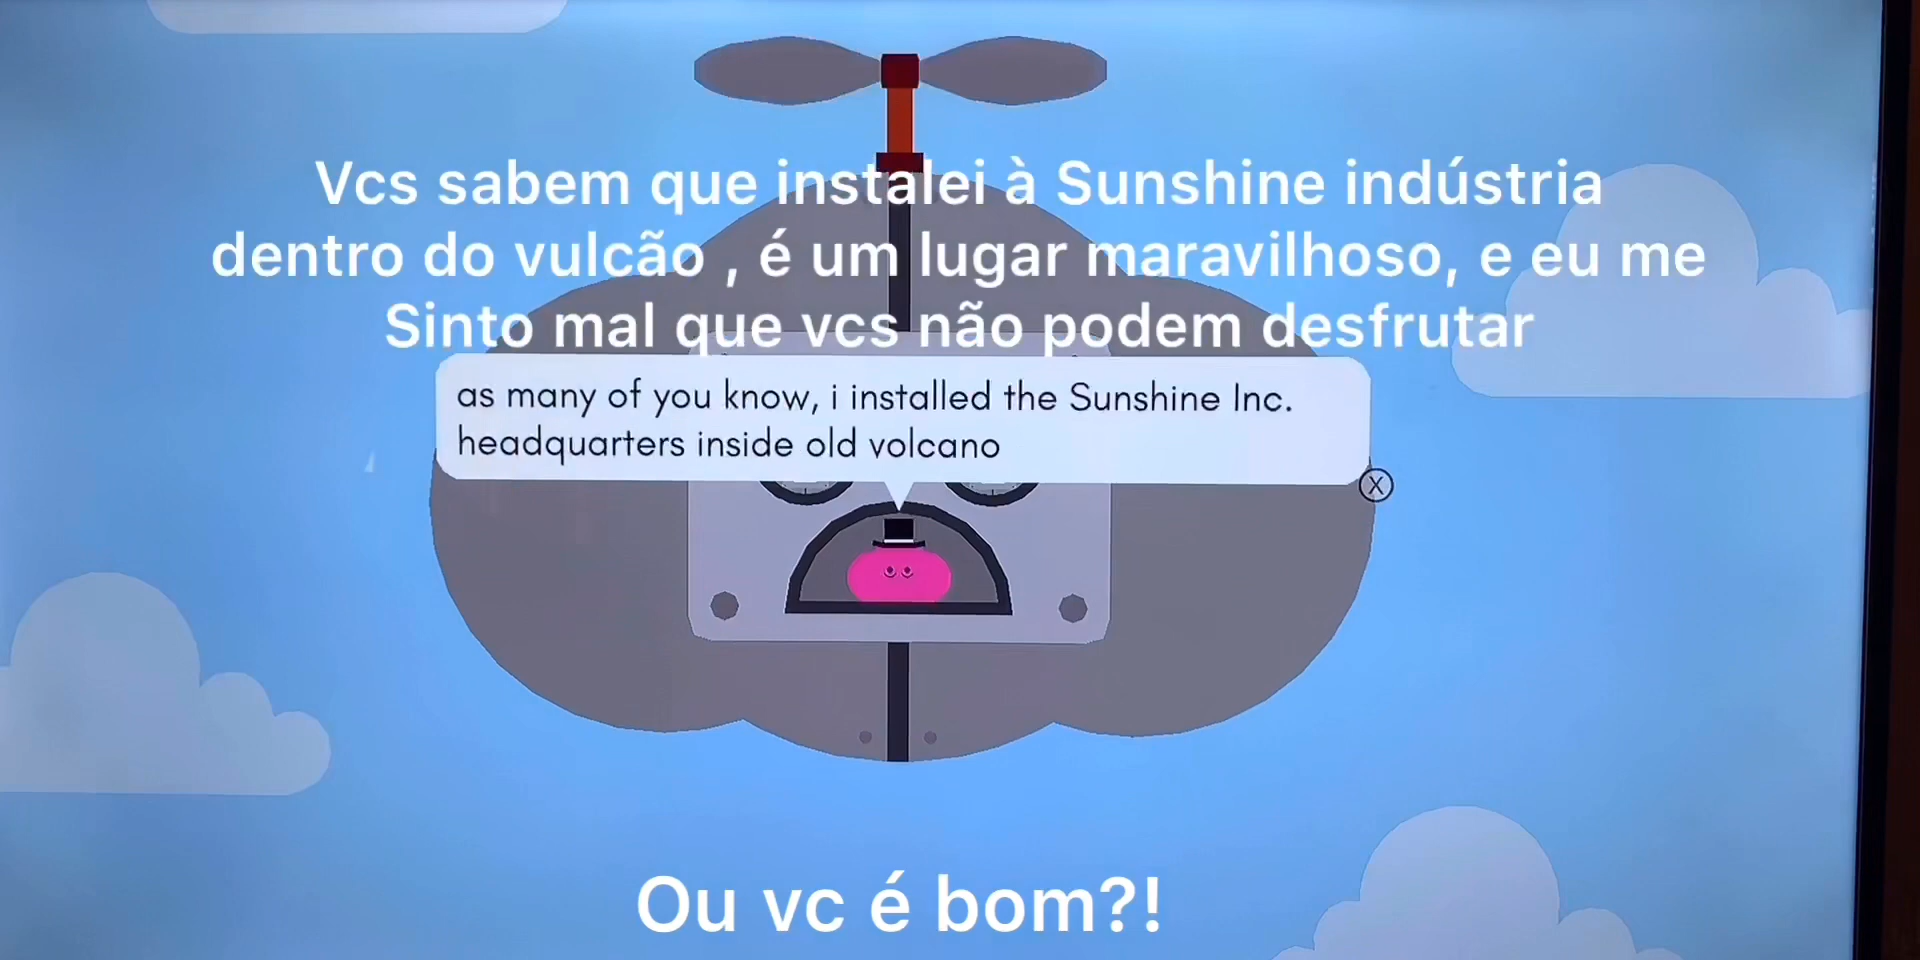 Vcs sabem que instalei à Sunshine indústria
dentro do vulcão , é um lugar maravilhoso, e eu me
Sinto mal que vcs não podem desfrutar
as many of you know, i installed the Sunshine Inc.
headquarters inside old volcano
X
Ou vc é bom?!